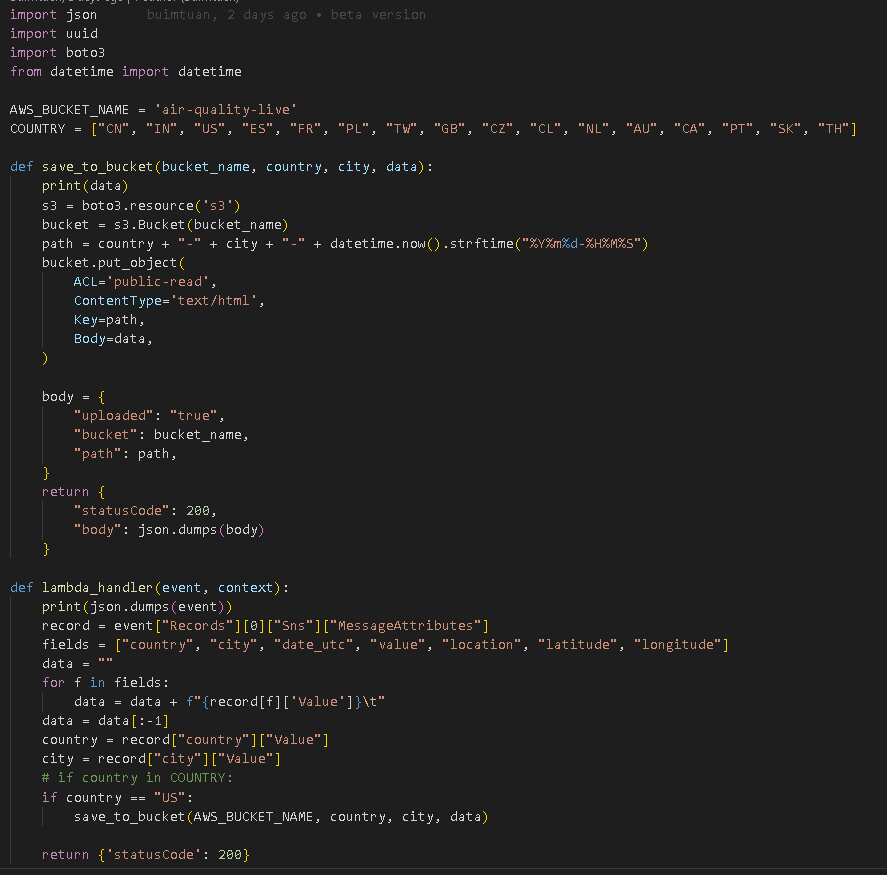 import json buimtuan, 2 days ago • beta version
import uuid
import boto3
from datetime import datetime
AWS_BUCKET_NAME = 'air-quality-live'
COUNTRY = ["CN", "IN", "US", "ES", "FR", "PL", "TW", "GB", "CZ", "CL", "NL", "AU", "CA", "PT", "SK", "TH"]
def save_to_bucket(bucket_name, country, city, data):
    print(data)
    s3 = boto3.resource('s3')
    bucket = s3.Bucket(bucket_name)
    path = country + "-" + city + "-" + datetime.now().strftime("%Y%m%d-%H%M%S")
    bucket.put_object(
        ACL='public-read',
        ContentType='text/html',
        Key=path,
        Body=data,
    )
    body = {
        "uploaded": "true",
        "bucket": bucket_name,
        "path": path,
    }
    return {
        "statusCode": 200,
        "body": json.dumps(body)
    }
def lambda_handler(event, context):
    print(json.dumps(event))
    record = event["Records"][0]["Sns"]["MessageAttributes"]
    fields = ["country", "city", "date_utc", "value", "location", "latitude", "longitude"]
    data = ""
    for f in fields:
        data = data + f"{record[f]['Value']}\t"
    data = data[:-1]
    country = record["country"]["Value"]
    city = record["city"]["Value"]
    # if country in COUNTRY:
    if country == "US":
        save_to_bucket(AWS_BUCKET_NAME, country, city, data)
    return {'statusCode': 200}